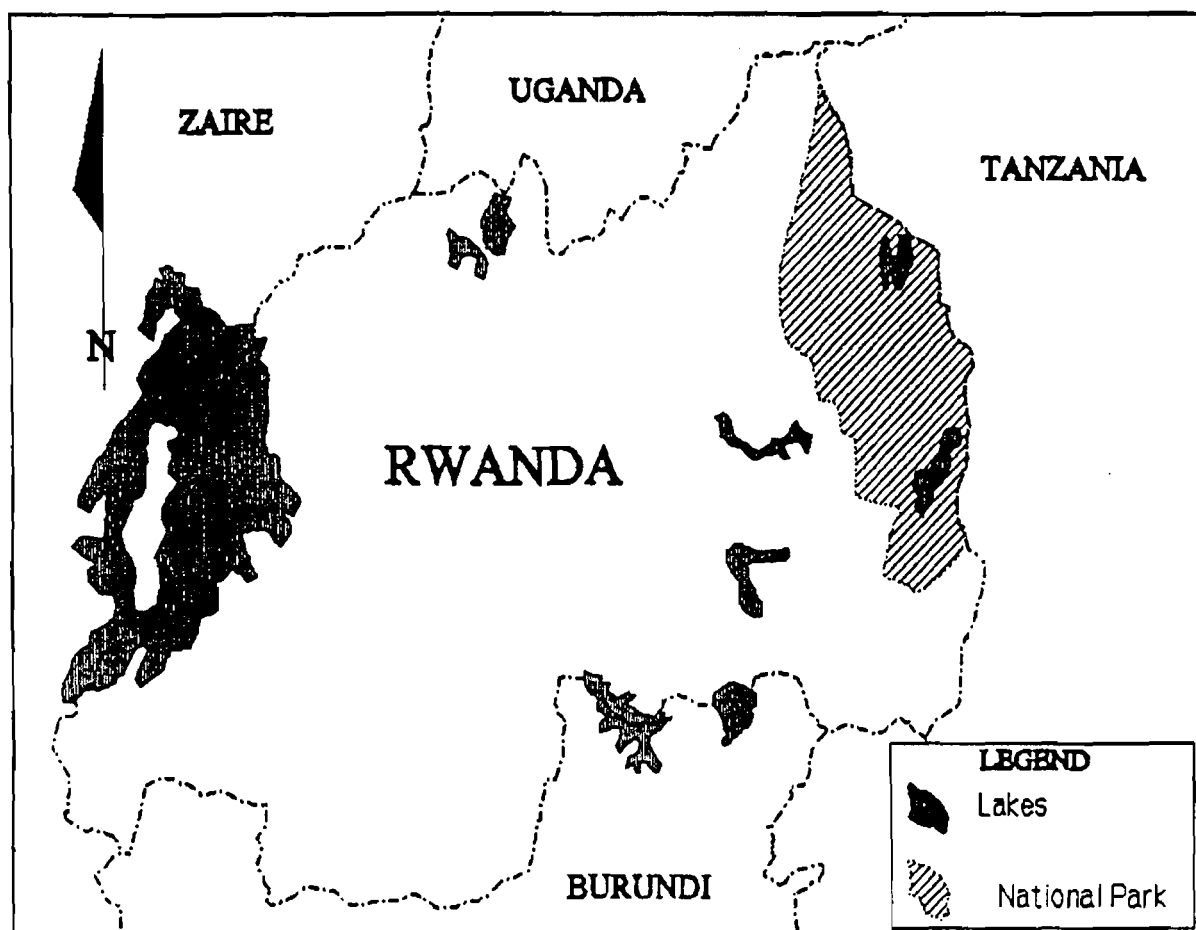 UGANDA
ZAIRE
TANZANIA
N
RWANDA
LEGEND
Lakes
National Park
BURUNDI